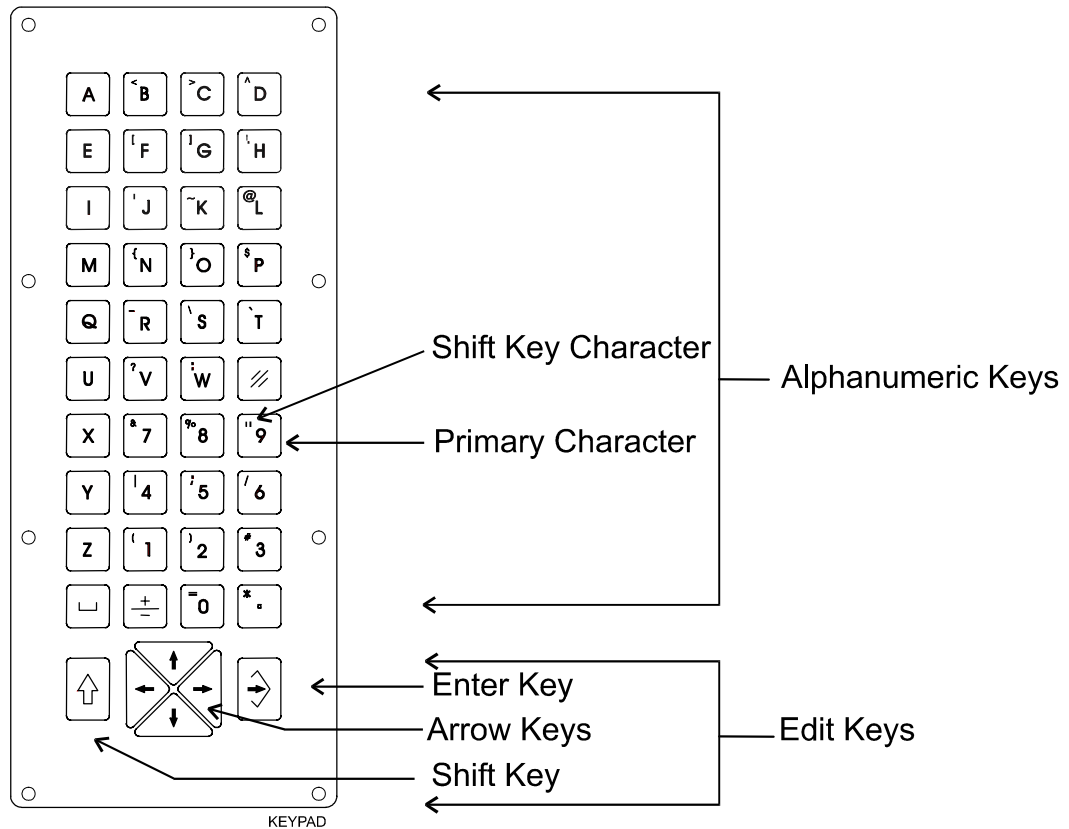 A < B > C ^ D
E [ F ] G \ H
I ' J ~ K @ L
M { N } O $ P
Q - R \ S ` T
U ? V : W //
X & 7 % 8 " 9
Y | 4 ; 5 / 6
Z ( 1 ) 2 # 3
+ - = 0 * .
Shift Key Character
Primary Character
Alphanumeric Keys
Enter Key
Arrow Keys
Shift Key
Edit Keys
KEYPAD